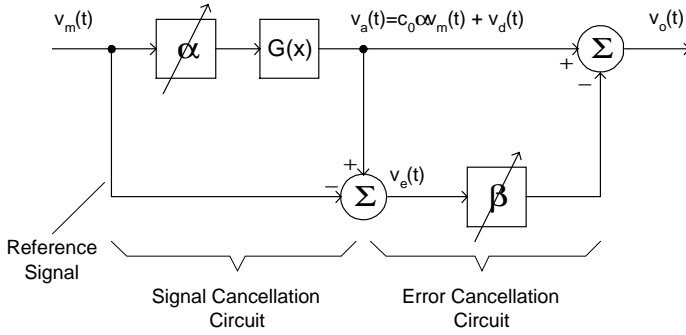 v_m(t)
α
G(x)
v_a(t)=c_0αv_m(t) + v_d(t)
+
Σ
−
v_o(t)
+
−
Σ
v_e(t)
β
Reference
Signal
Signal Cancellation
Circuit
Error Cancellation
Circuit